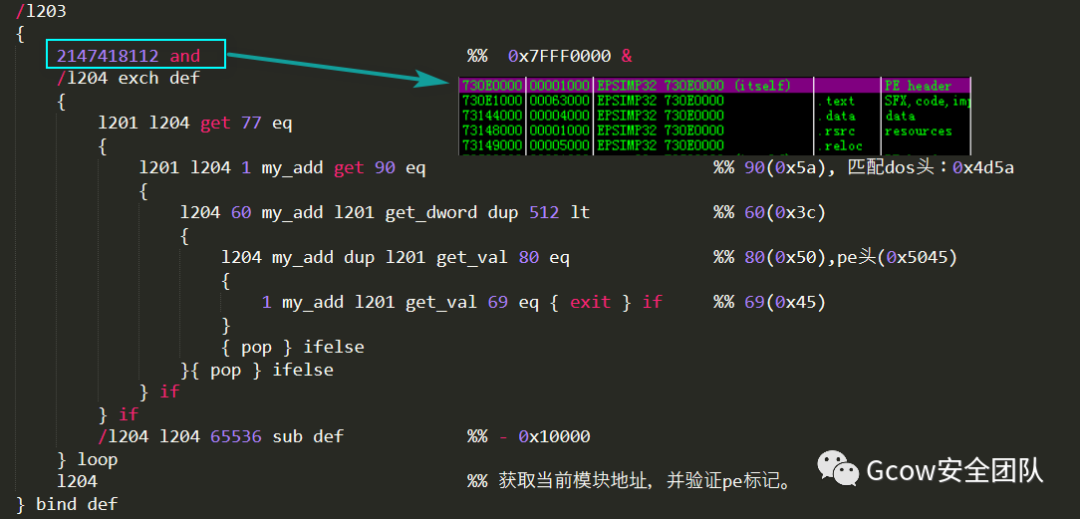 /l203
{
2147418112 and %% 0x7FFF0000 &
/l204 exch def
730E0000 00001000 EPSIMP32 730E0000 (itself) PE header
{
730E1000 00063000 EPSIMP32 730E0000 .text SFX,code,imp
73144000 00004000 EPSIMP32 730E0000 .data data
l201 l204 get 77 eq
73148000 00001000 EPSIMP32 730E0000 .rsrc resources
73149000 00005000 EPSIMP32 730E0000 .reloc
{
l201 l204 1 my_add get 90 eq %% 90(0x5a), 匹配dos头：0x4d5a
{
l204 60 my_add l201 get_dword dup 512 lt %% 60(0x3c)
{
l204 my_add dup l201 get_val 80 eq %% 80(0x50),pe头(0x5045)
{
1 my_add l201 get_val 69 eq { exit } if %% 69(0x45)
}
{ pop } ifelse
}{ pop } ifelse
} if
} if
/l204 l204 65536 sub def %% - 0x10000
} loop
l204 %% 获取当前模块地址，并验证pe标记。
} bind def
Gcow安全团队